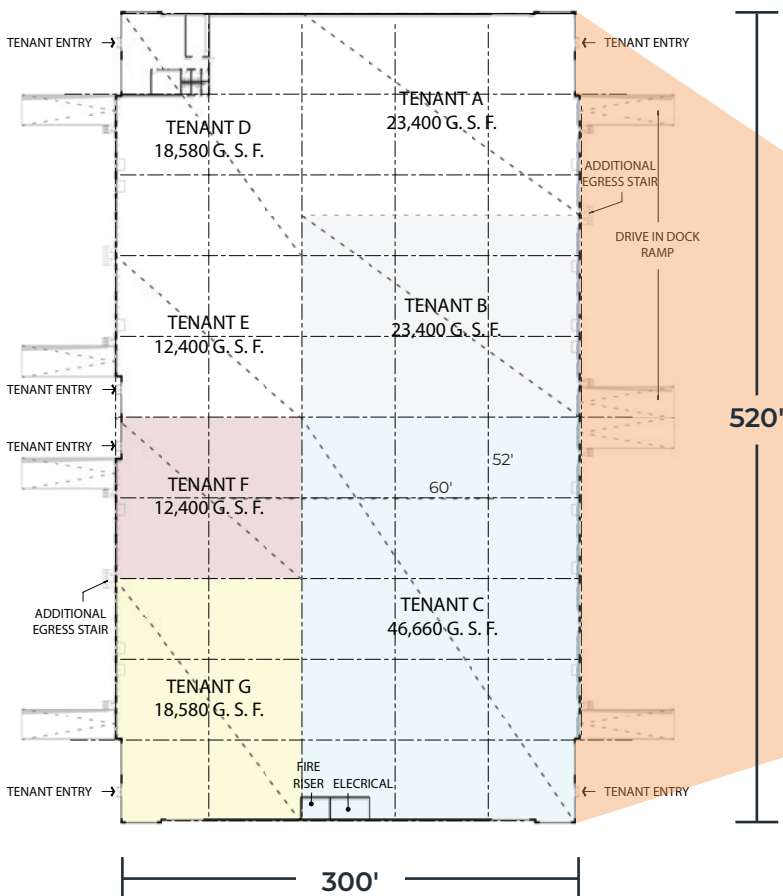 TENANT ENTRY
TENANT ENTRY
TENANT A
23,400 G. S. F.
TENANT D
18,580 G. S. F.
ADDITIONAL
EGRESS STAIR
DRIVE IN DOCK
RAMP
TENANT B
23,400 G. S. F.
TENANT E
12,400 G. S. F.
TENANT ENTRY
520'
TENANT ENTRY
52'
60'
TENANT F
12,400 G. S. F.
ADDITIONAL
EGRESS STAIR
TENANT C
46,660 G. S. F.
TENANT G
18,580 G. S. F.
FIRE
RISER
ELECRICAL
TENANT ENTRY
TENANT ENTRY
300'